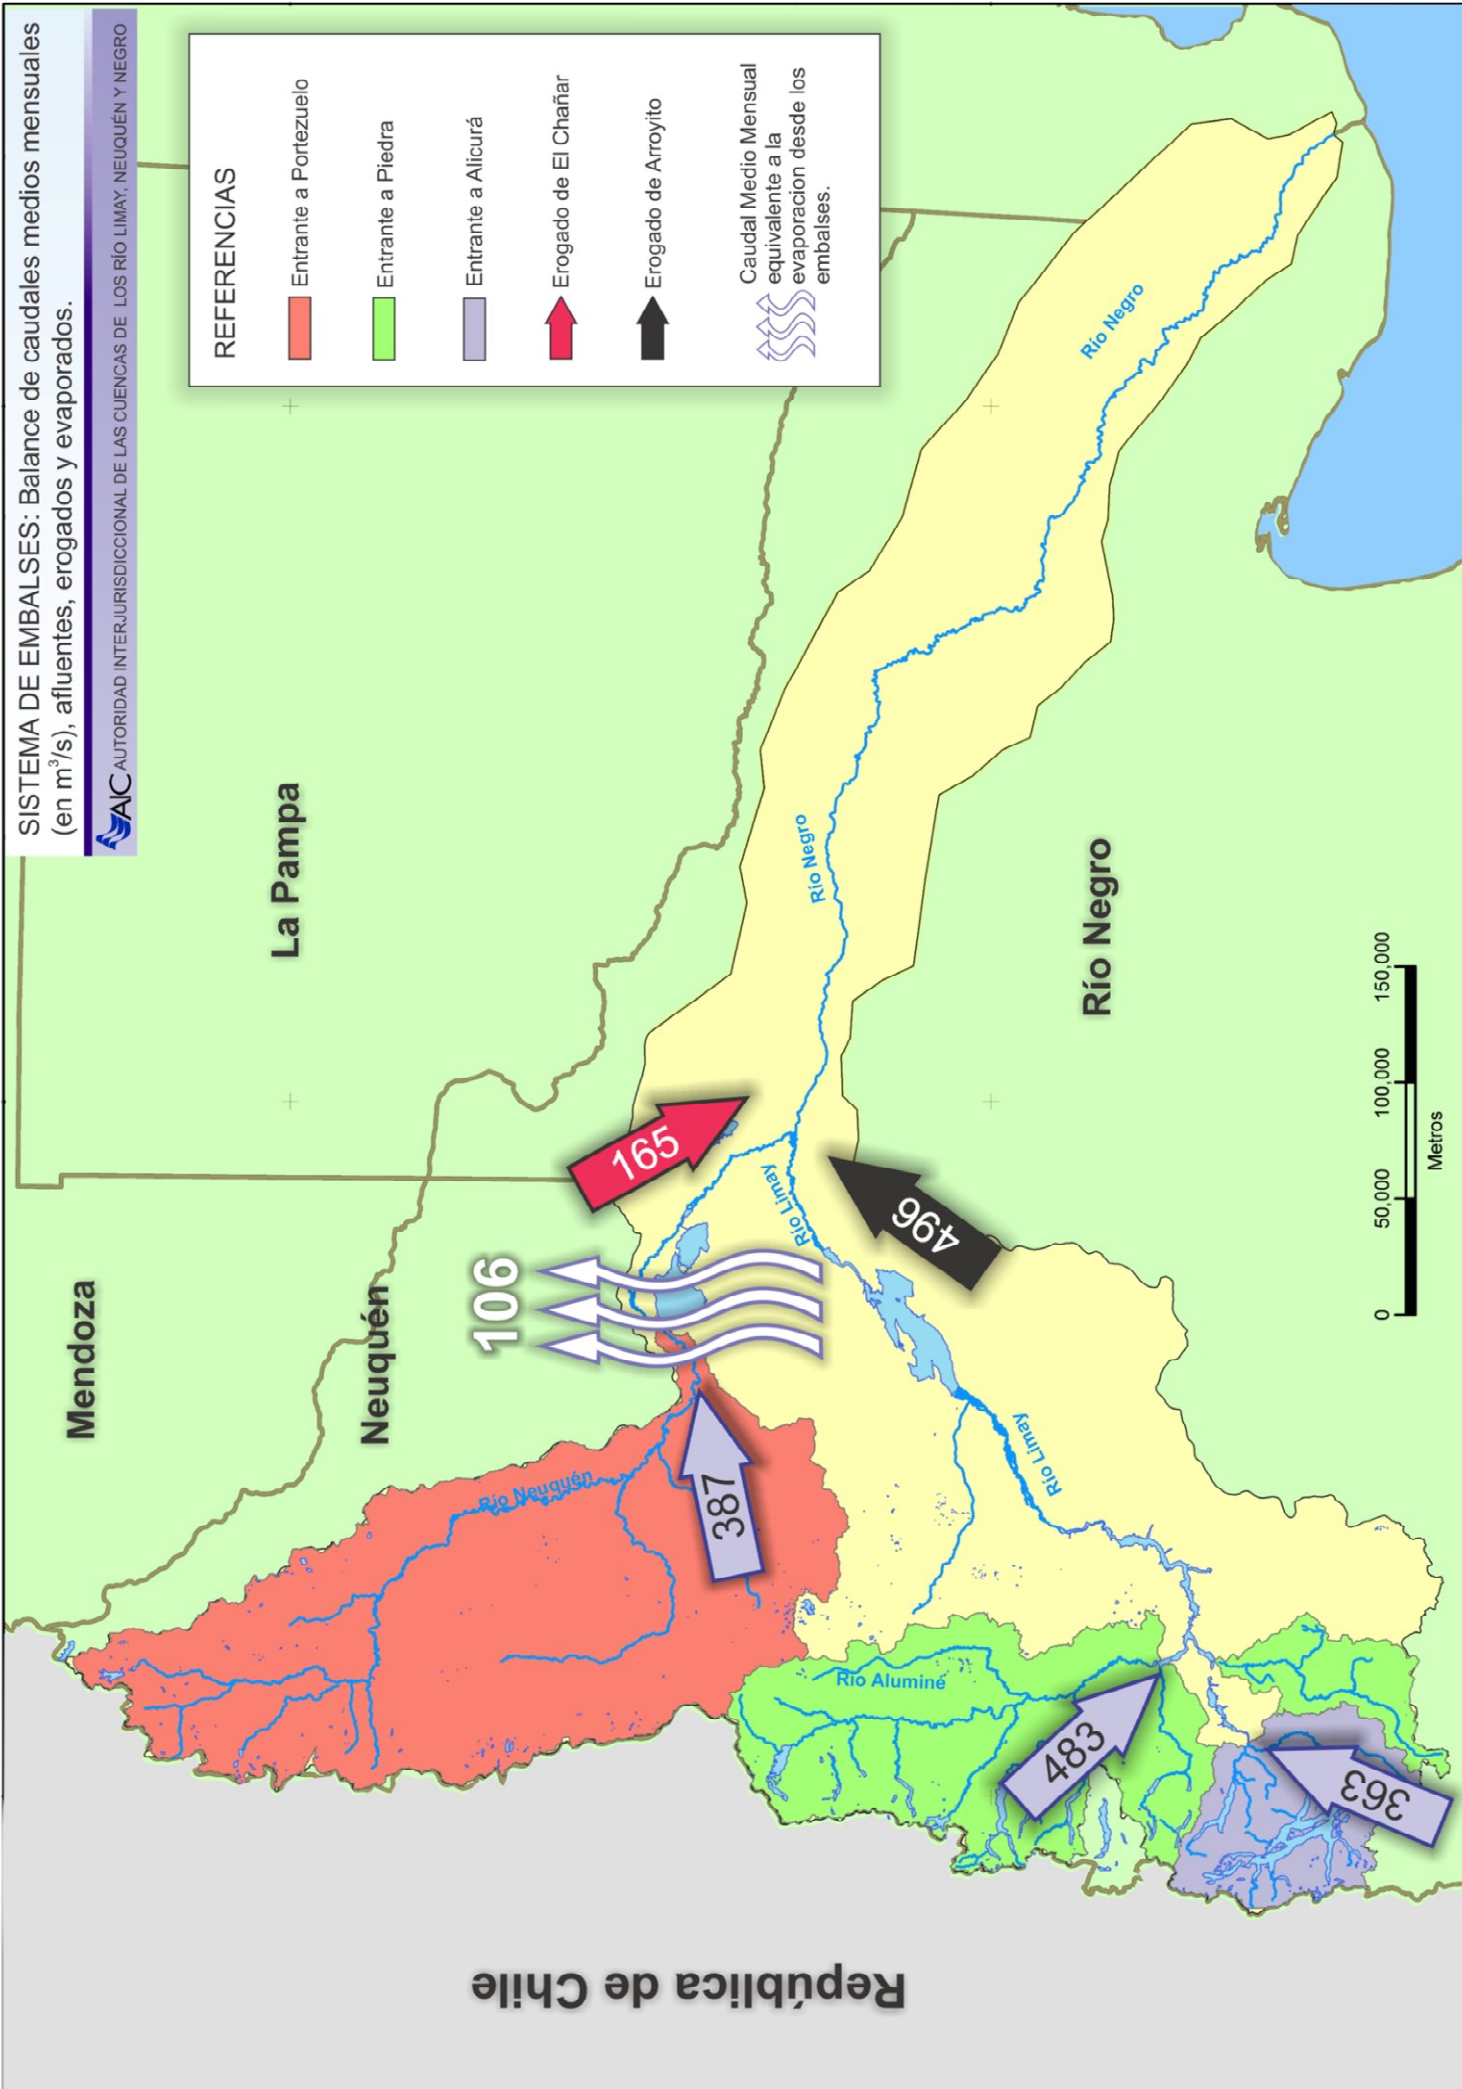 SISTEMA DE EMBALSES: Balance de caudales medios mensuales
(en m³/s), afluentes, erogados y evaporados.
AIC AUTORIDAD INTERJURISDICCIONAL DE LAS CUENCAS DE LOS RÍO LIMAY, NEUQUÉN Y NEGRO
REFERENCIAS
Entrante a Portezuelo
Entrante a Piedra
Entrante a Alicurá
Erogado de El Chañar
Erogado de Arroyito
Caudal Medio Mensual
equivalente a la
evaporacion desde los
embalses.
Mendoza
La Pampa
Neuquén
Río Negro
República de Chile
Río Neuquén
Río Aluminé
Río Limay
Río Limay
Río Negro
Río Negro
106
165
387
496
483
363
0
50.000
100.000
150.000
Metros